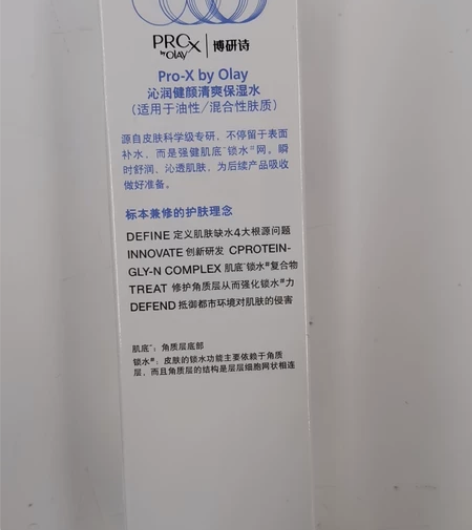 PROX
by OLAY
博研诗
Pro-X by Olay
沁润健颜清爽保湿水
（适用于油性/混合性肤质）
源自皮肤科学级专研，不停留于表面
补水，而是强健肌底*锁水#网。瞬
时舒润、沁透肌肤，为后续产品吸收
做好准备。
标本兼修的护肤理念
DEFINE 定义肌肤缺水4大根源问题
INNOVATE 创新研发 CPROTEIN-
GLY-N COMPLEX 肌底*锁水#复合物
TREAT 修护角质层从而强化锁水#力
DEFEND 抵御都市环境对肌肤的侵害
肌底*：角质层底部
锁水#：皮肤的锁水功能主要依赖于角质
层，而且角质层的结构是层层细胞网状相连